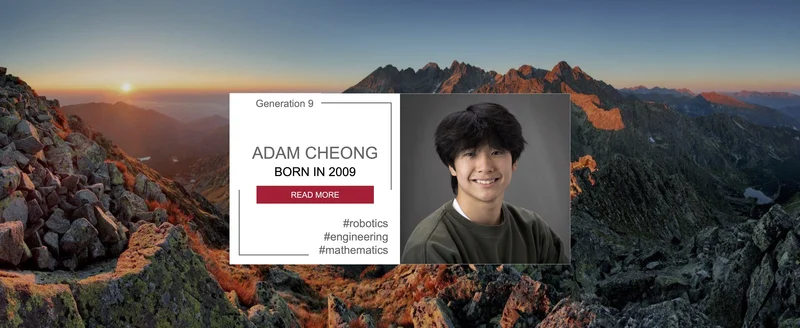 Generation 9
ADAM CHEONG
BORN IN 2009
READ MORE
#robotics
#engineering
#mathematics